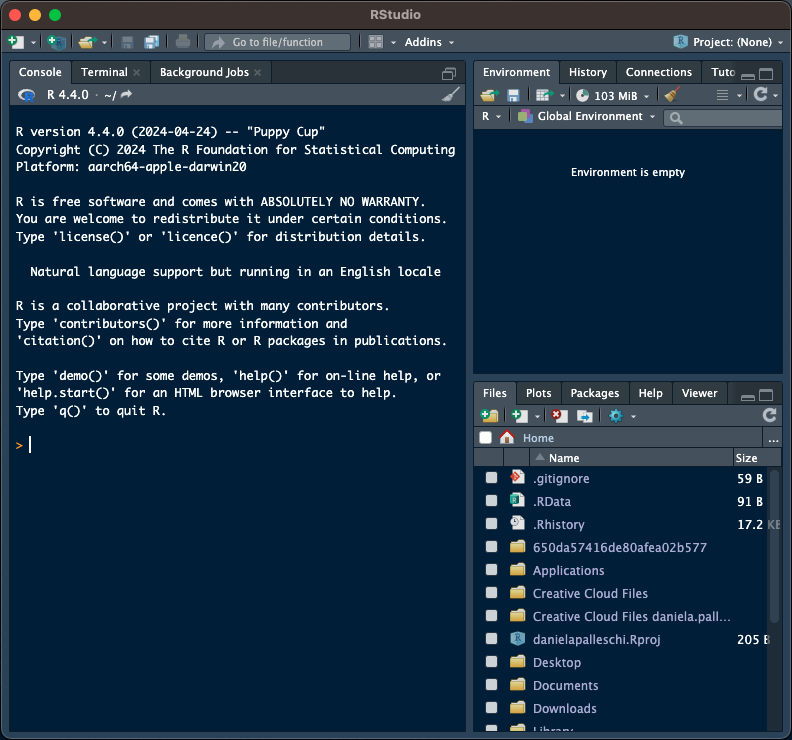 RStudio
Go to file/function
Addins
Project: (None)
Console
Terminal
Background Jobs
R 4.4.0 · ~/
R version 4.4.0 (2024-04-24) -- "Puppy Cup"
Copyright (C) 2024 The R Foundation for Statistical Computing
Platform: aarch64-apple-darwin20
R is free software and comes with ABSOLUTELY NO WARRANTY.
You are welcome to redistribute it under certain conditions.
Type 'license()' or 'licence()' for distribution details.
Natural language support but running in an English locale
R is a collaborative project with many contributors.
Type 'contributors()' for more information and
'citation()' on how to cite R or R packages in publications.
Type 'demo()' for some demos, 'help()' for on-line help, or
'help.start()' for an HTML browser interface to help.
Type 'q()' to quit R.
>
Environment
History
Connections
Tuto
103 MiB
R
Global Environment
Environment is empty
Files
Plots
Packages
Help
Viewer
Home
...
Name
Size
.gitignore 59 B
.RData 91 B
.Rhistory 17.2 KB
650da57416de80afea02b577
Applications
Creative Cloud Files
Creative Cloud Files daniela.pall...
danielapalleschi.Rproj 205 B
Desktop
Documents
Downloads
Library